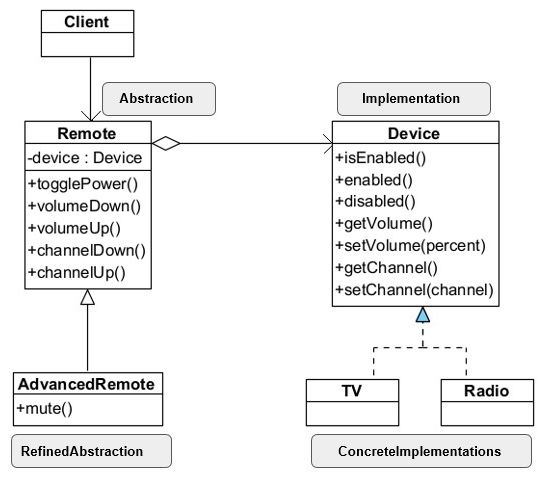 Client
Abstraction
Implementation
Remote
-device : Device
+togglePower()
+volumeDown()
+volumeUp()
+channelDown()
+channelUp()
Device
+isEnabled()
+enabled()
+disabled()
+getVolume()
+setVolume(percent)
+getChannel()
+setChannel(channel)
AdvancedRemote
+mute()
TV
Radio
RefinedAbstraction
ConcreteImplementations